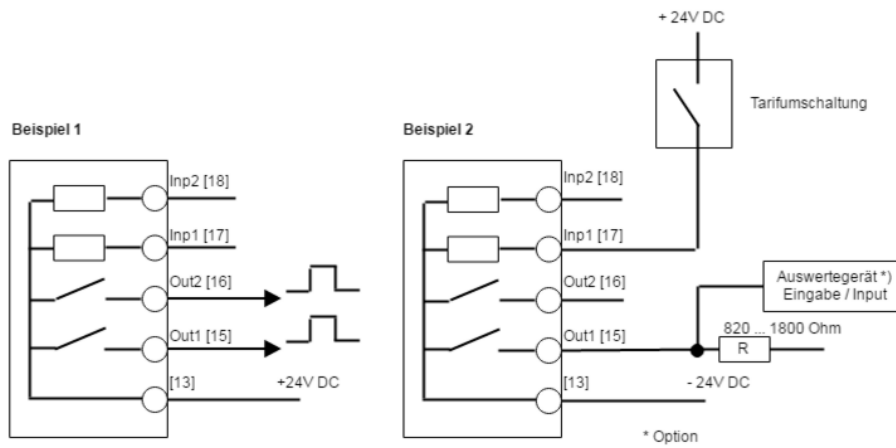 + 24V DC
Tarifumschaltung
Beispiel 1
Inp2 [18]
Inp1 [17]
Out2 [16]
Out1 [15]
[13]
+24V DC
Beispiel 2
Inp2 [18]
Inp1 [17]
Out2 [16]
Auswertegerät *)
Eingabe / Input
Out1 [15]
820 ... 1800 Ohm
R
[13]
- 24V DC
* Option